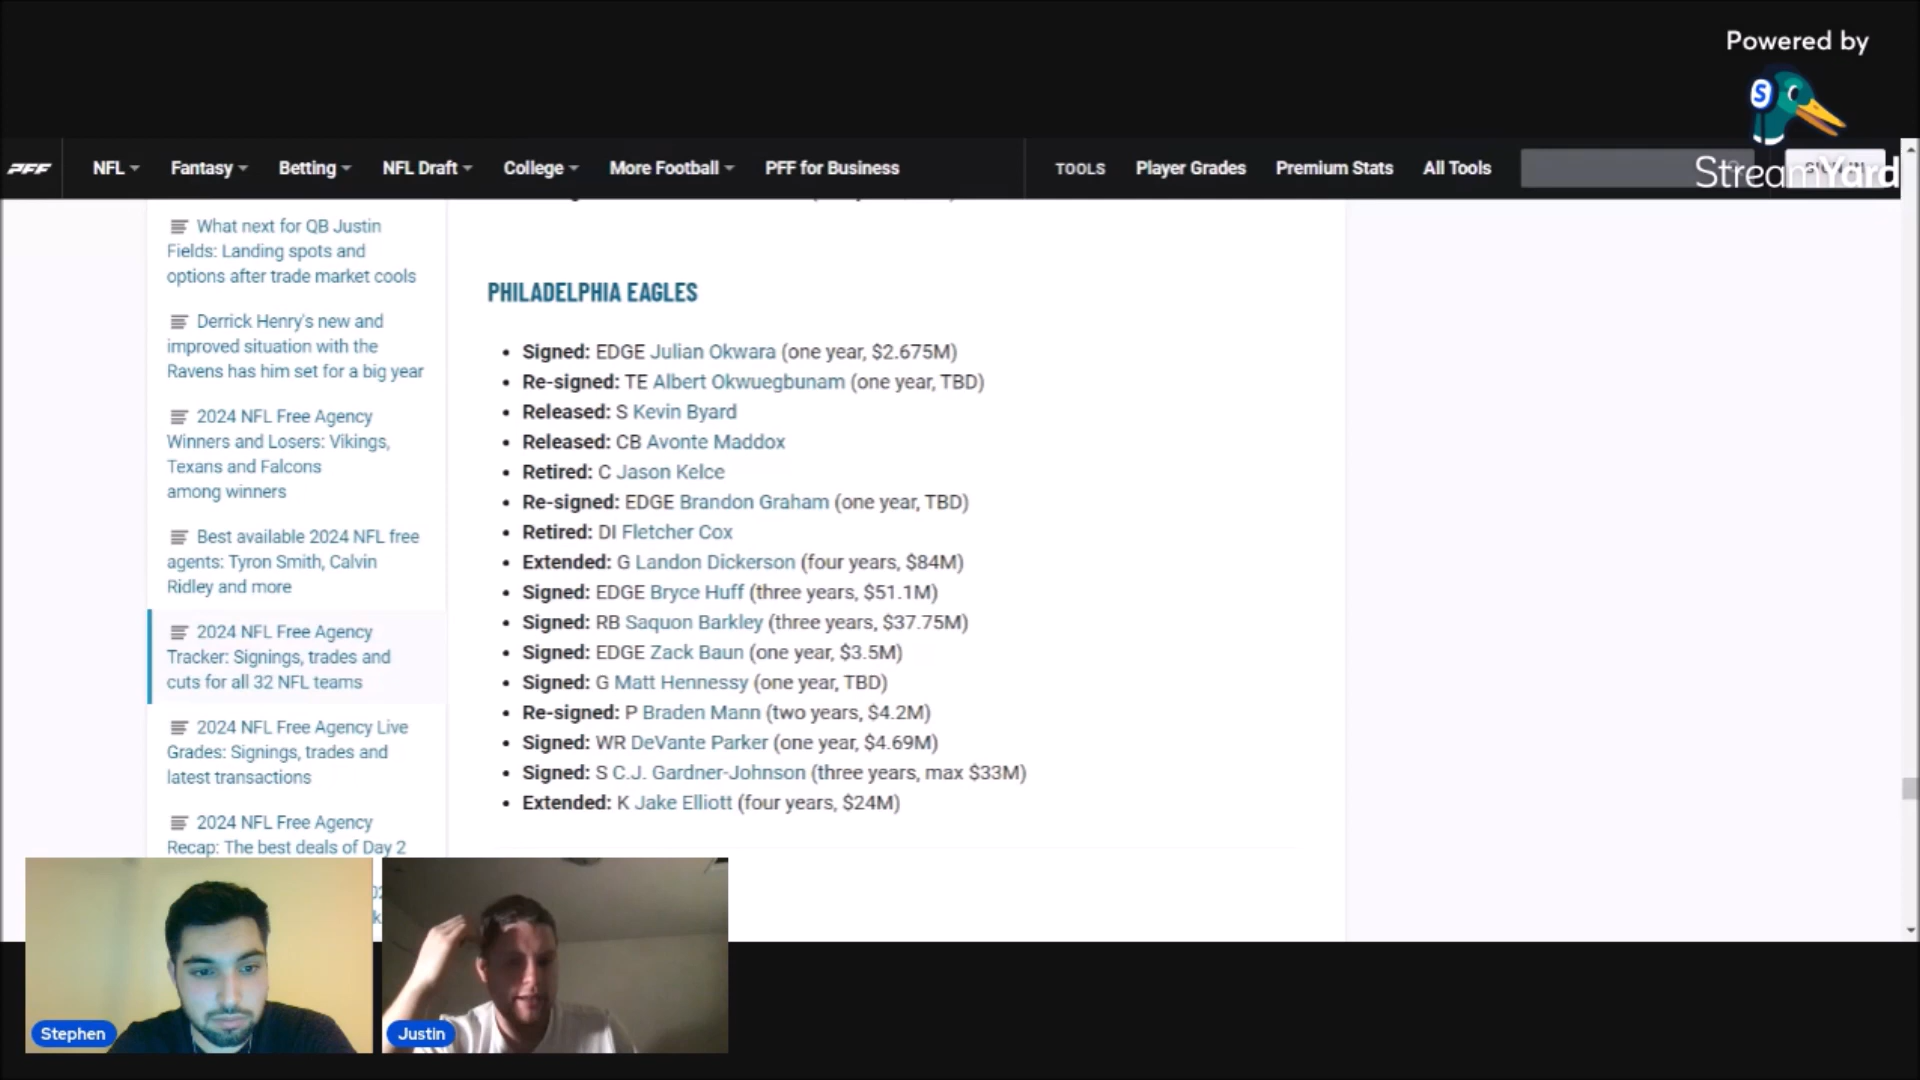 Powered by
StreamYard
PFF
NFL
Fantasy
Betting
NFL Draft
College
More Football
PFF for Business
TOOLS
Player Grades
Premium Stats
All Tools
What next for QB Justin
Fields: Landing spots and
options after trade market cools
Derrick Henry's new and
improved situation with the
Ravens has him set for a big year
2024 NFL Free Agency
Winners and Losers: Vikings,
Texans and Falcons
among winners
Best available 2024 NFL free
agents: Tyron Smith, Calvin
Ridley and more
2024 NFL Free Agency
Tracker: Signings, trades and
cuts for all 32 NFL teams
2024 NFL Free Agency Live
Grades: Signings, trades and
latest transactions
2024 NFL Free Agency
Recap: The best deals of Day 2
PHILADELPHIA EAGLES
• Signed: EDGE Julian Okwara (one year, $2.675M)
• Re-signed: TE Albert Okwuegbunam (one year, TBD)
• Released: S Kevin Byard
• Released: CB Avonte Maddox
• Retired: C Jason Kelce
• Re-signed: EDGE Brandon Graham (one year, TBD)
• Retired: DI Fletcher Cox
• Extended: G Landon Dickerson (four years, $84M)
• Signed: EDGE Bryce Huff (three years, $51.1M)
• Signed: RB Saquon Barkley (three years, $37.75M)
• Signed: EDGE Zack Baun (one year, $3.5M)
• Signed: G Matt Hennessy (one year, TBD)
• Re-signed: P Braden Mann (two years, $4.2M)
• Signed: WR DeVante Parker (one year, $4.69M)
• Signed: S C.J. Gardner-Johnson (three years, max $33M)
• Extended: K Jake Elliott (four years, $24M)
Stephen
Justin